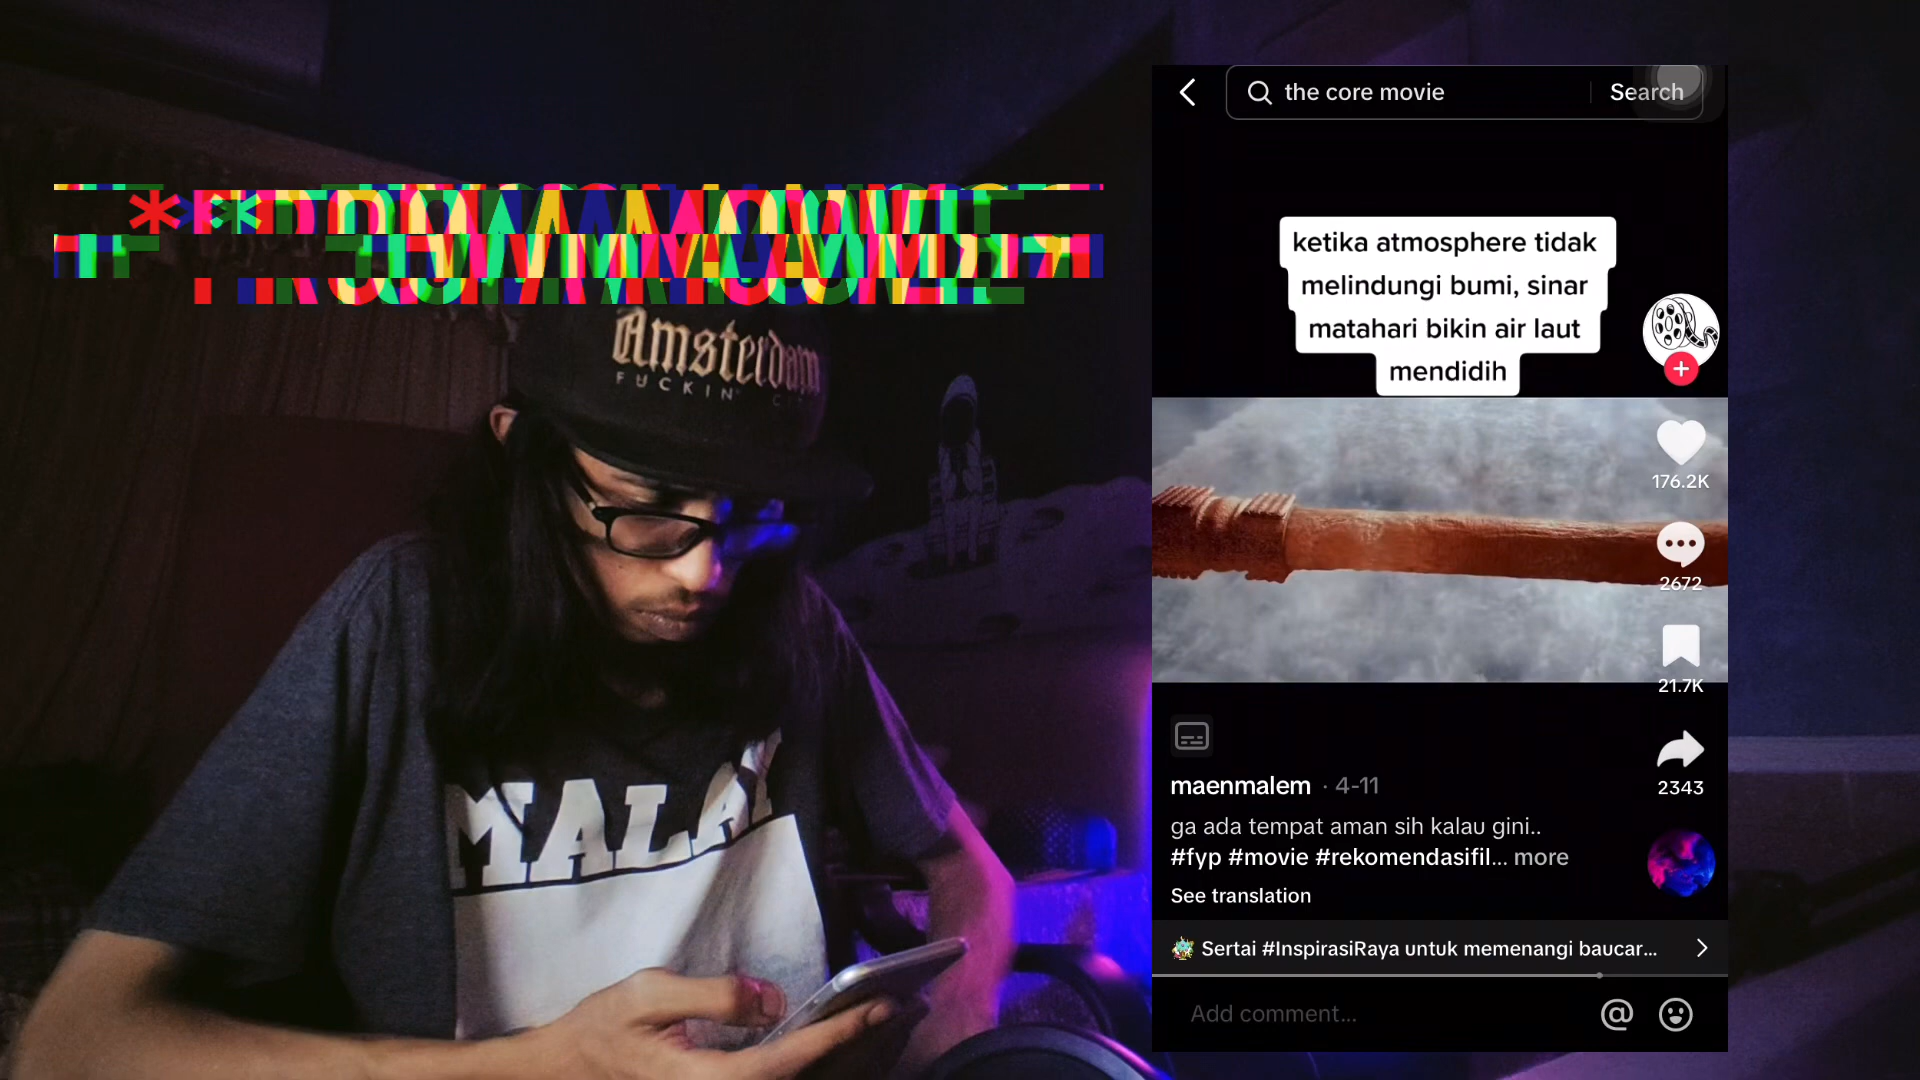 *FROM A MOVIE*
Amsterdam
FUCKIN' C
MALA
the core movie
Search
ketika atmosphere tidak
melindungi bumi, sinar
matahari bikin air laut
mendidih
176.2K
2672
21.7K
2343
maenmalem · 4-11
ga ada tempat aman sih kalau gini..
#fyp #movie #rekomendasifil... more
See translation
Sertai #InspirasiRaya untuk memenangi baucar...
Add comment...